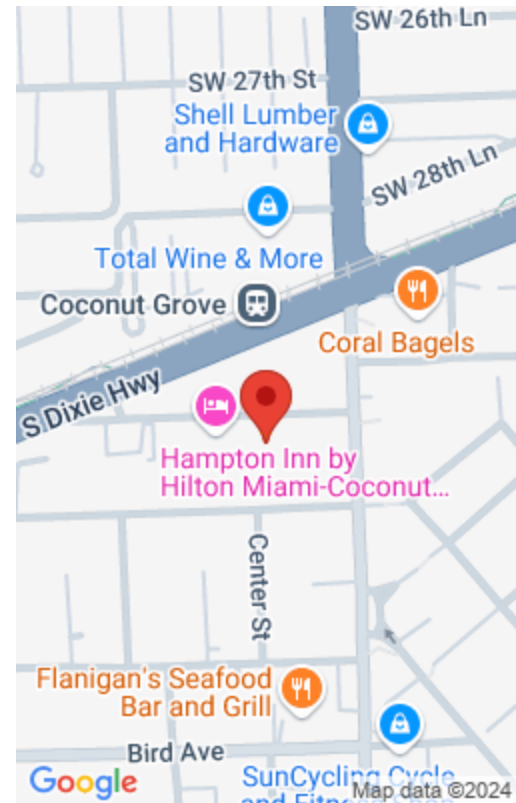 SW 26th Ln
SW 27th St
Shell Lumber
and Hardware
SW 28th Ln
Total Wine & More
Coconut Grove
Coral Bagels
S Dixie Hwy
Hampton Inn by
Hilton Miami-Coconut...
Center St
Flanigan's Seafood
Bar and Grill
Bird Ave
SunCycling Cycle
and Fitness
Google
Map data ©2024